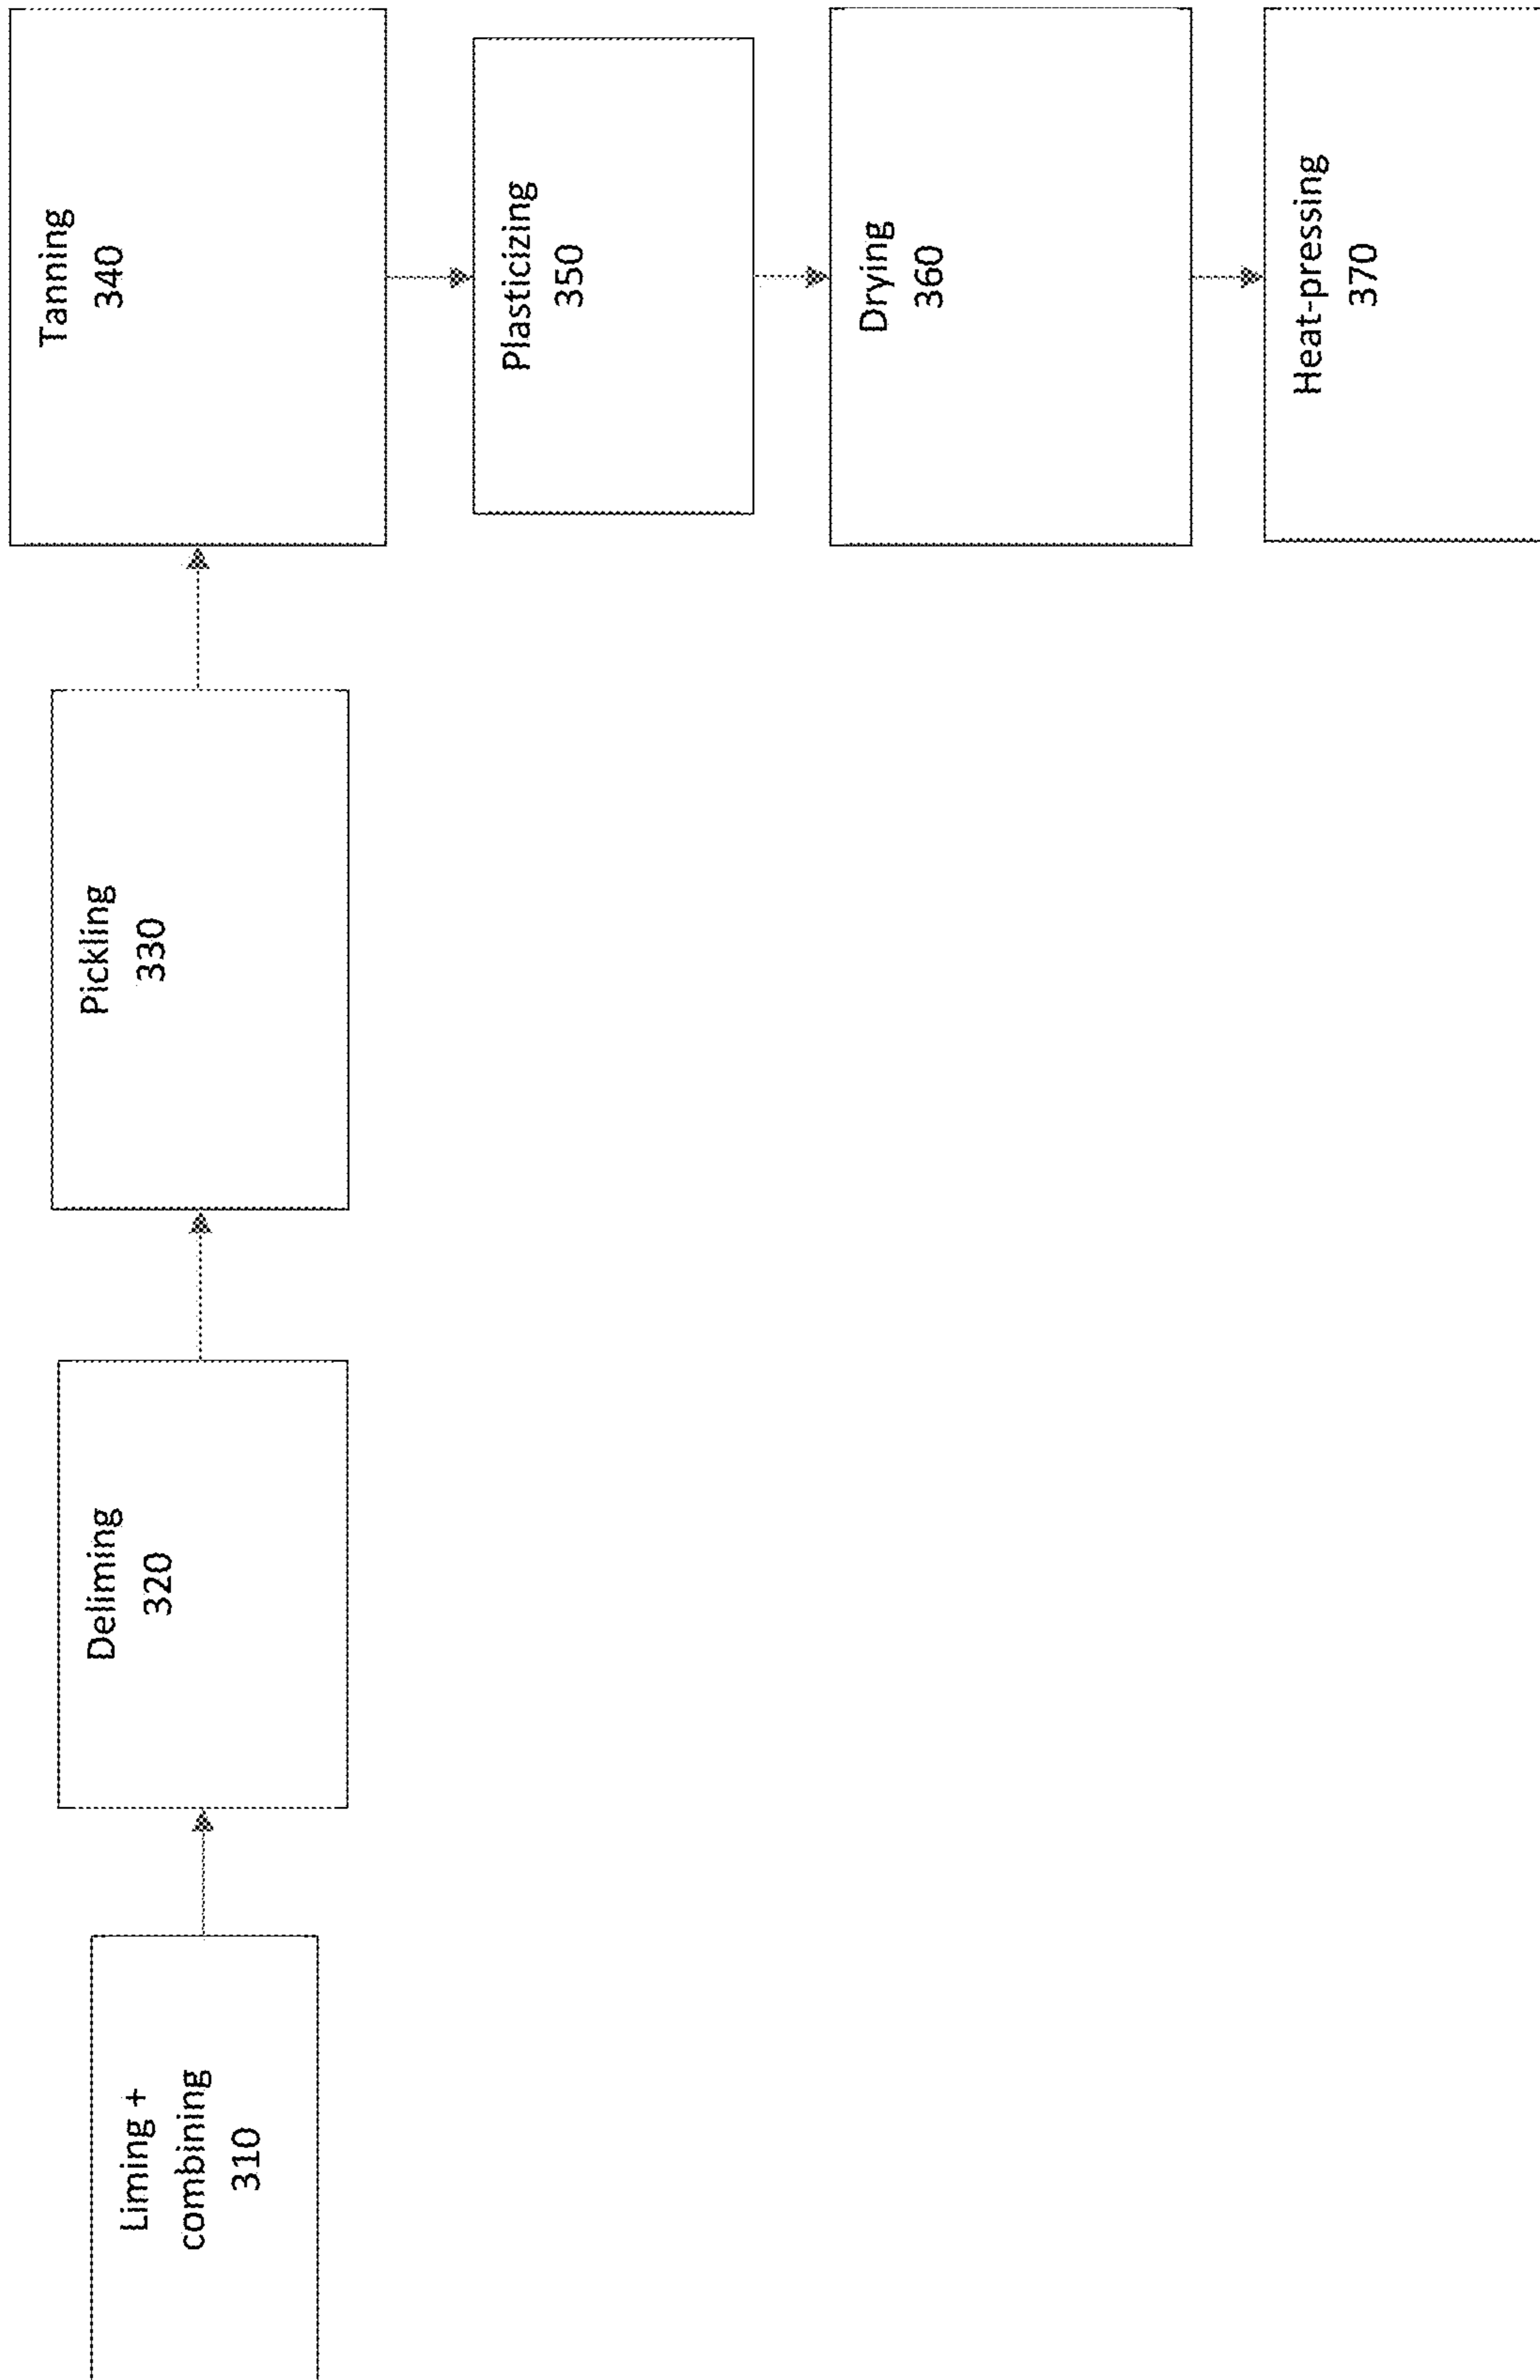 Liming +
combining
310
Deliming
320
Pickling
330
Tanning
340
Plasticizing
350
Drying
360
Heat-pressing
370